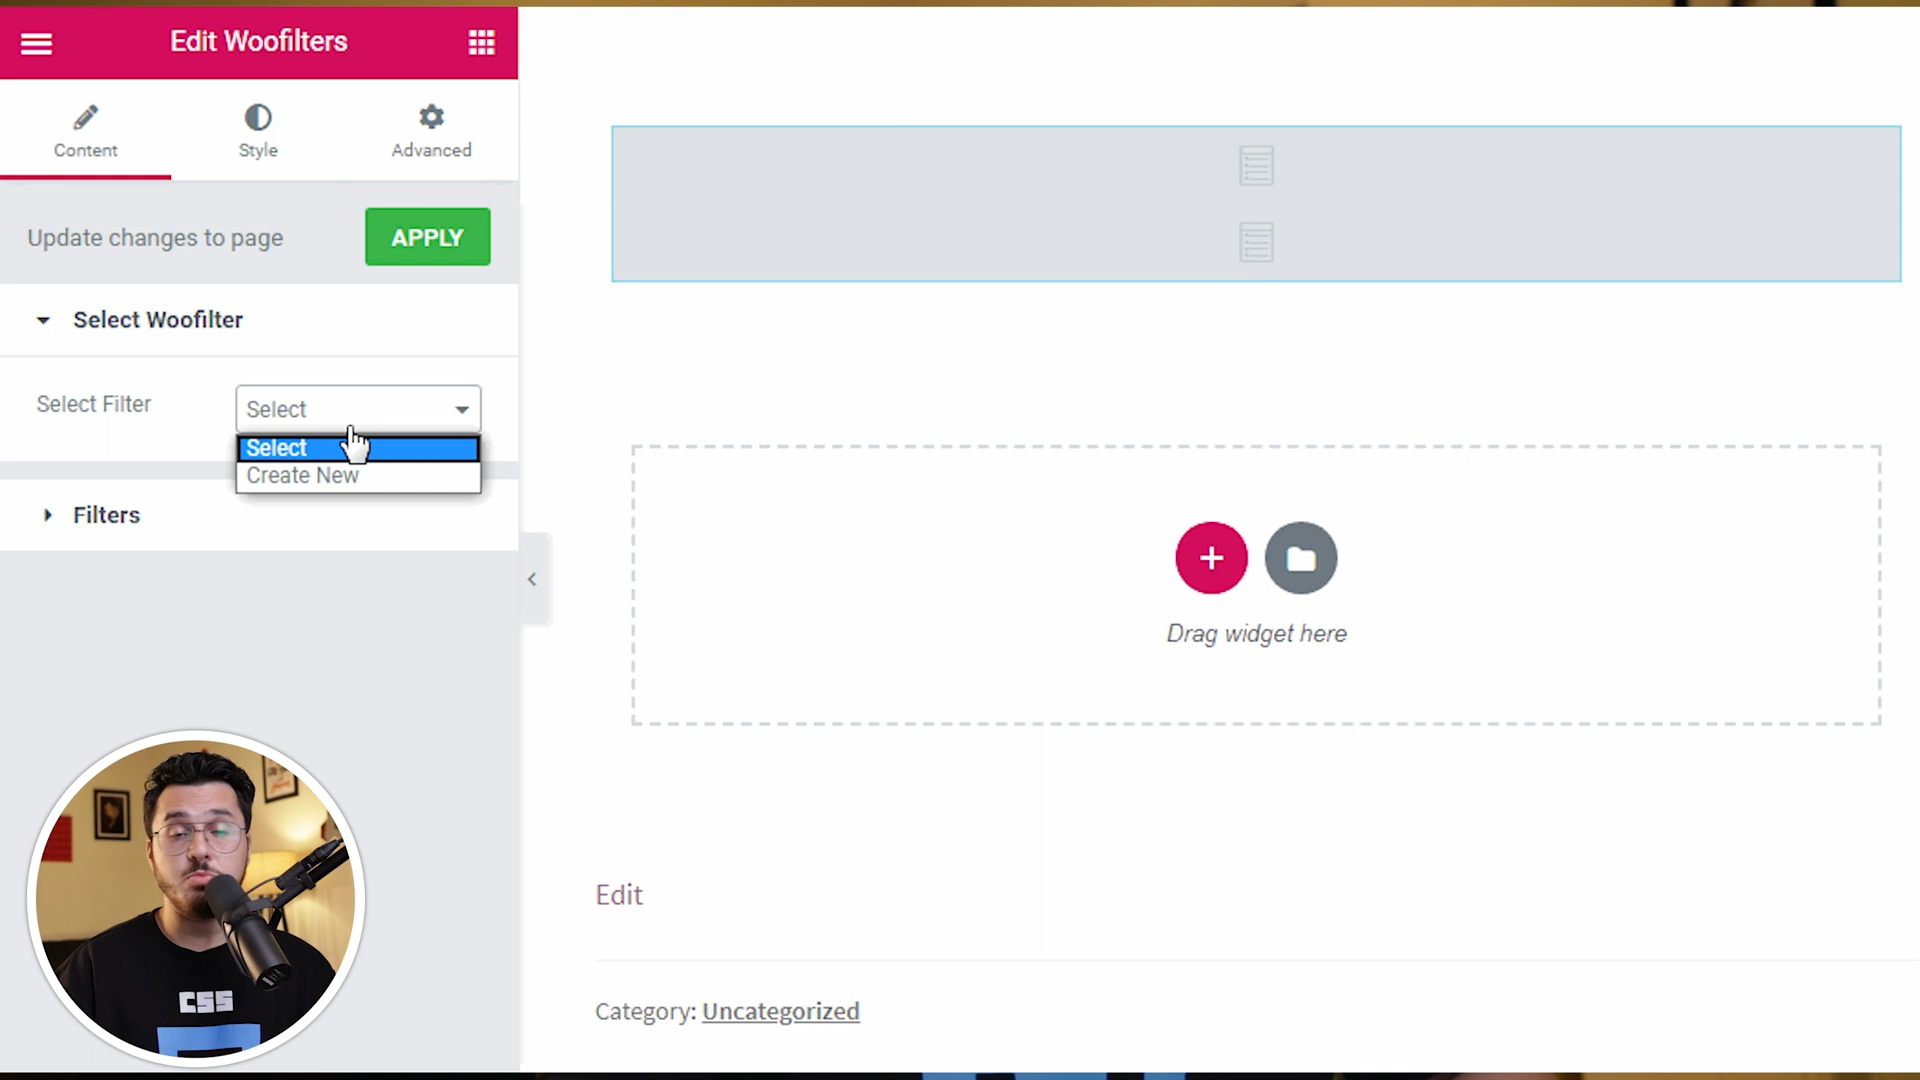 Edit Woofilters
Content
Style
Advanced
Update changes to page
APPLY
Select Woofilter
Select Filter
Select
Select
Create New
Filters
Drag widget here
Edit
Category: Uncategorized
CSS